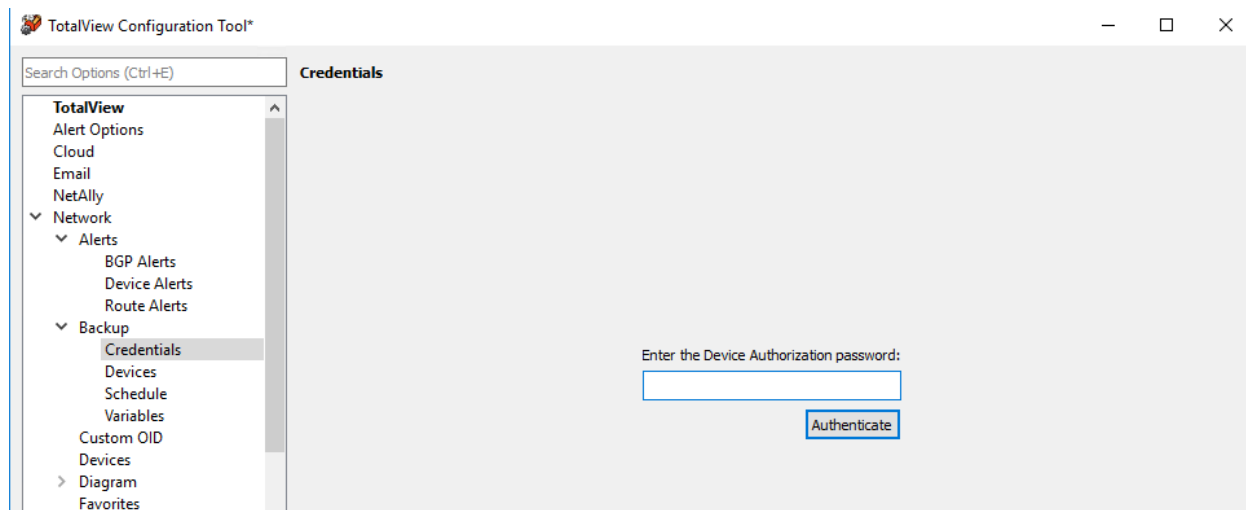 TotalView Configuration Tool*
Search Options (Ctrl+E)
Credentials
TotalView
Alert Options
Cloud
Email
NetAlly
Network
Alerts
BGP Alerts
Device Alerts
Route Alerts
Backup
Credentials
Devices
Schedule
Variables
Custom OID
Devices
Diagram
Favorites
Enter the Device Authorization password:
Authenticate